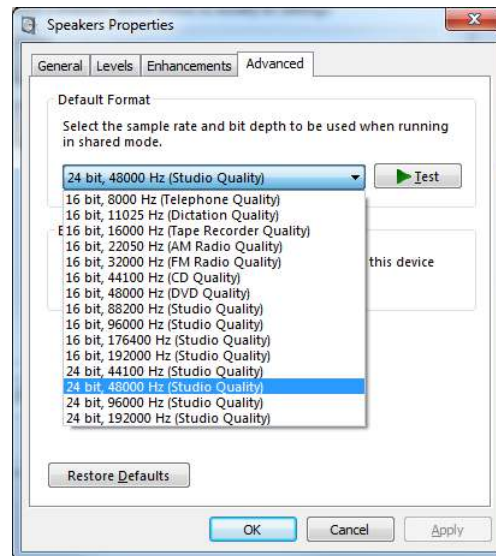 Speakers Properties
General Levels Enhancements Advanced
Default Format
Select the sample rate and bit depth to be used when running
in shared mode.
24 bit, 48000 Hz (Studio Quality)
Test
16 bit, 8000 Hz (Telephone Quality)
16 bit, 11025 Hz (Dictation Quality)
16 bit, 16000 Hz (Tape Recorder Quality)
16 bit, 22050 Hz (AM Radio Quality)
16 bit, 32000 Hz (FM Radio Quality)
this device
16 bit, 44100 Hz (CD Quality)
16 bit, 48000 Hz (DVD Quality)
16 bit, 88200 Hz (Studio Quality)
16 bit, 96000 Hz (Studio Quality)
16 bit, 176400 Hz (Studio Quality)
16 bit, 192000 Hz (Studio Quality)
24 bit, 44100 Hz (Studio Quality)
24 bit, 48000 Hz (Studio Quality)
24 bit, 96000 Hz (Studio Quality)
24 bit, 192000 Hz (Studio Quality)
Restore Defaults
OK Cancel Apply